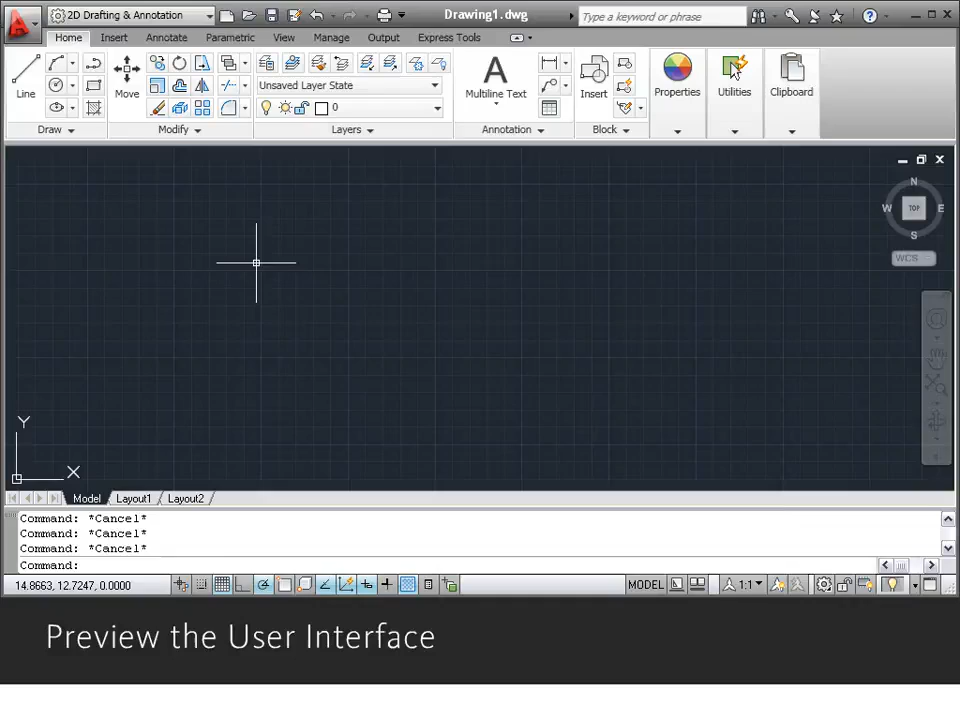 2D Drafting & Annotation
Drawing1.dwg
Type a keyword or phrase
Home Insert Annotate Parametric View Manage Output Express Tools
Line
Move
Unsaved Layer State
0
Multiline Text
Insert
Properties
Utilities
Clipboard
Draw
Modify
Layers
Annotation
Block
N
W
TOP
E
S
WCS
Y
X
Model Layout1 Layout2
Command: *Cancel*
Command: *Cancel*
Command: *Cancel*
Command:
14.8663, 12.7247, 0.0000
MODEL
1:1
Preview the User Interface